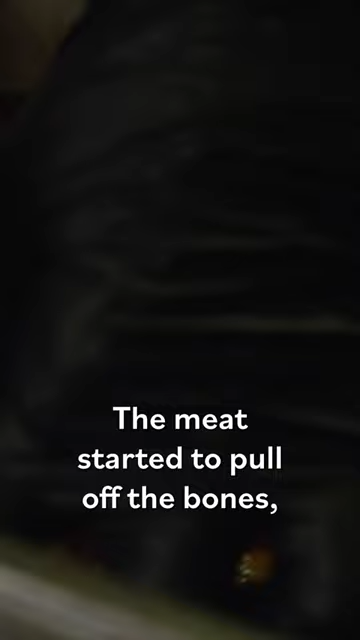 The meat
started to pull
off the bones,